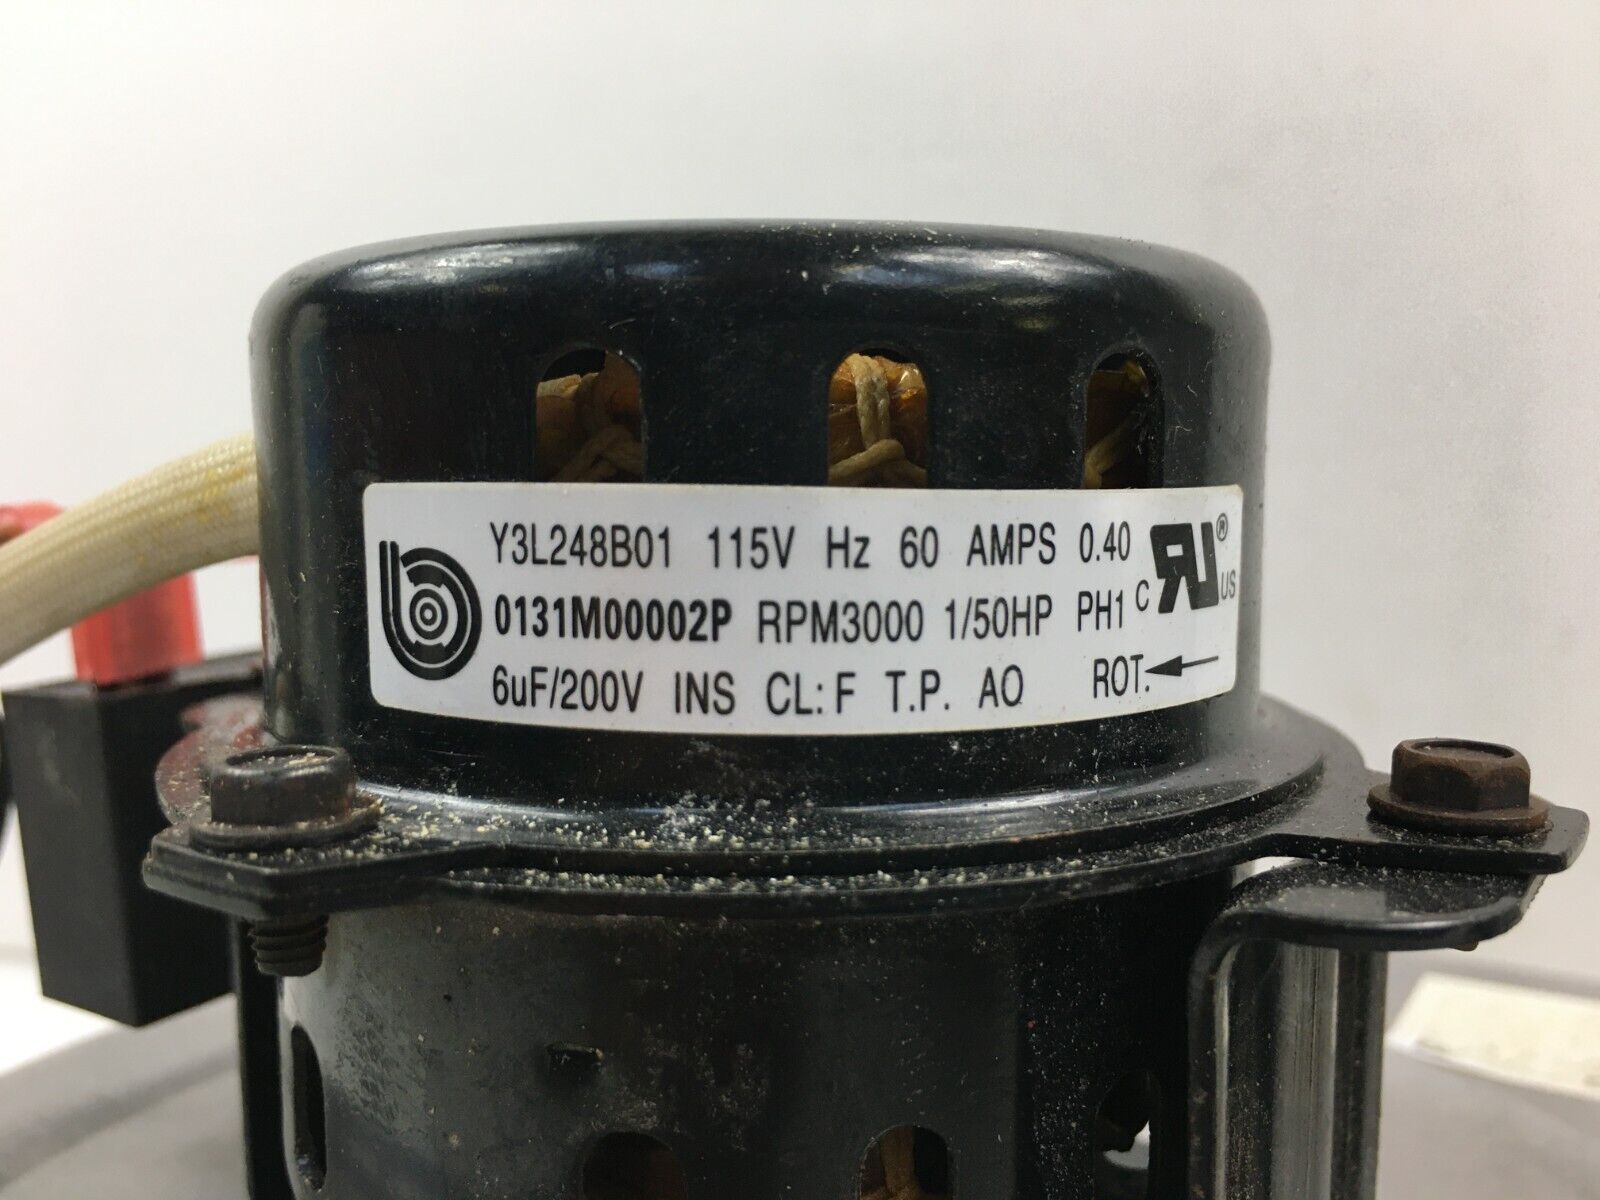 Y3L248B01 115V Hz 60 AMPS 0.40
0131M00002P RPM3000 1/50HP PH1
6uF/200V INS CL: F T.P. AO ROT.
C RU ® US